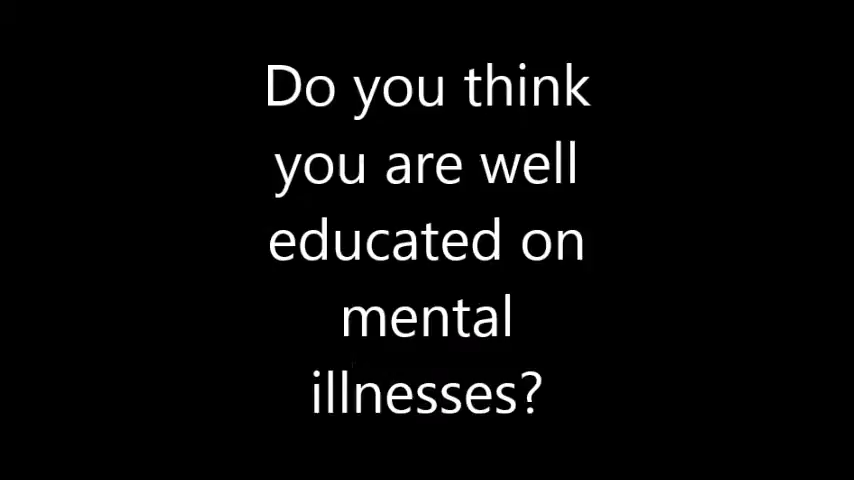 Do you think
you are well
educated on
mental
illnesses?